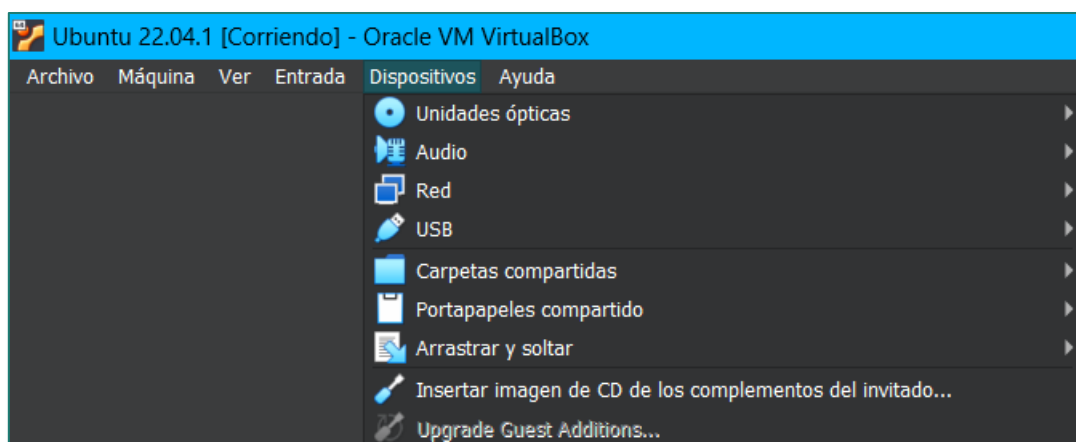 Ubuntu 22.04.1 [Corriendo] - Oracle VM VirtualBox
Archivo Máquina Ver Entrada Dispositivos Ayuda
Unidades ópticas
Audio
Red
USB
Carpetas compartidas
Portapapeles compartido
Arrastrar y soltar
Insertar imagen de CD de los complementos del invitado...
Upgrade Guest Additions...